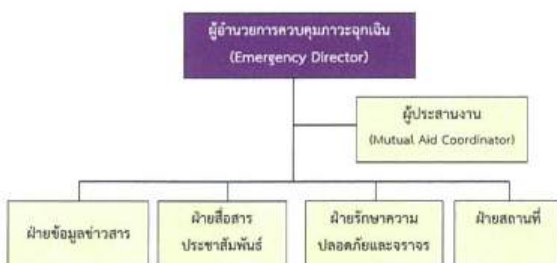 ผู้อำนวยการควบคุมภาวะฉุกเฉิน
(Emergency Director)
ผู้ประสานงาน
(Mutual Aid Coordinator)
ฝ่ายข้อมูลข่าวสาร
ฝ่ายสื่อสาร
ประชาสัมพันธ์
ฝ่ายรักษาความ
ปลอดภัยและจราจร
ฝ่ายสถานที่